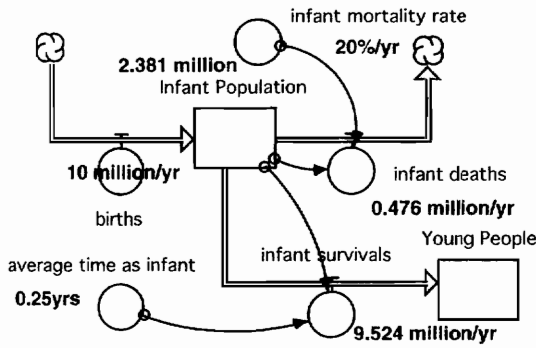 infant mortality rate
20%/yr
2.381 million
Infant Population
10 million/yr
births
infant deaths
0.476 million/yr
infant survivals
Young People
average time as infant
0.25yrs
9.524 million/yr